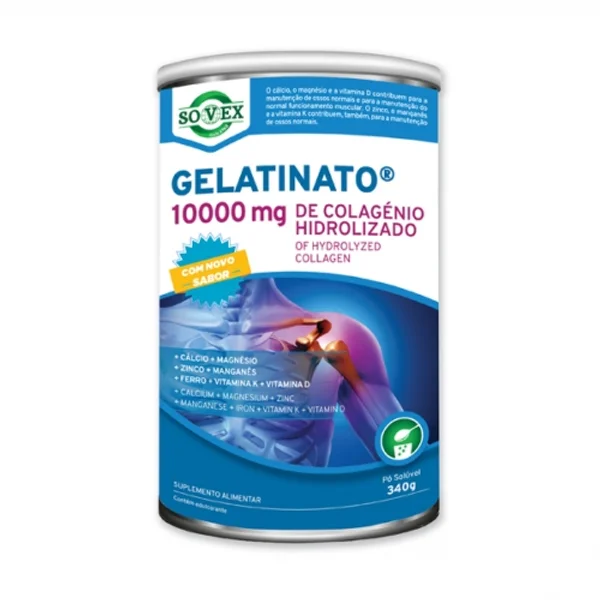 SOVEX
O cálcio, o magnésio e a vitamina D contribuem para a
manutenção de ossos normais e para a manutenção do
normal funcionamento muscular. O zinco, o manganês
e a vitamina K contribuem, também, para a manutenção
de ossos normais.
GELATINATO®
10000 mg DE COLAGÉNIO
HIDROLIZADO
OF HYDROLYZED
COLLAGEN
COM NOVO
SABOR
+ CÁLCIO + MAGNÉSIO
+ ZINCO + MANGANÊS
+ FERRO + VITAMINA K + VITAMINA D
+ CALCIUM + MAGNESIUM + ZINC
+ MANGANESE + IRON + VITAMIN K + VITAMIN D
Pó Solúvel
340g
SUPLEMENTO ALIMENTAR
Contém edulcorante